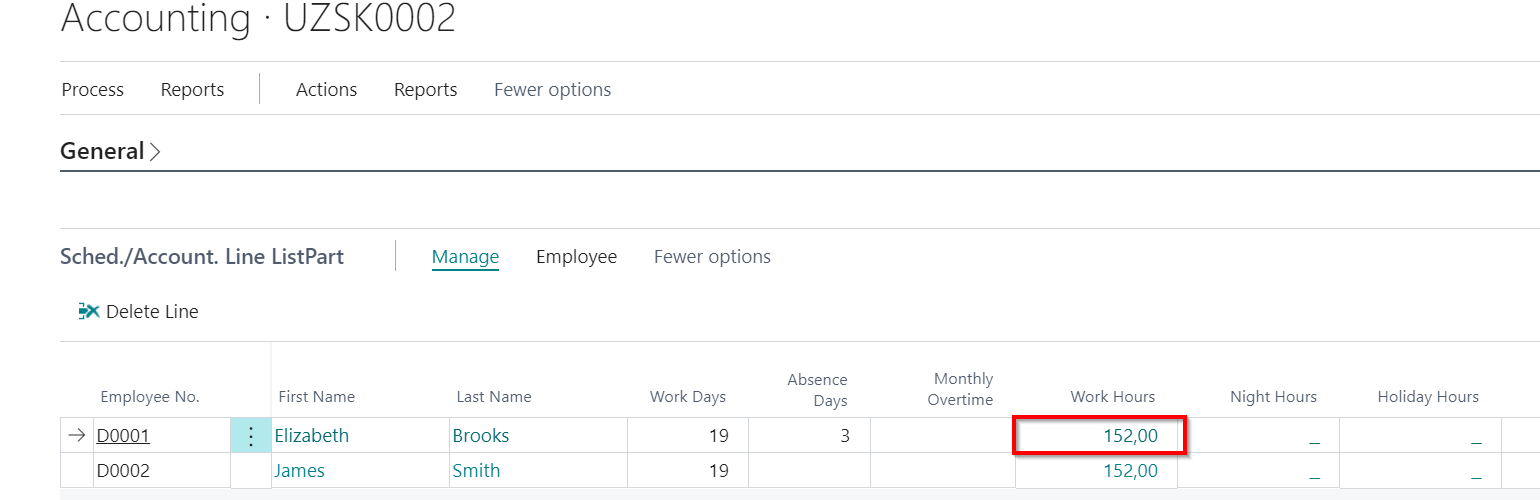 Accounting · UZSK0002
Process Reports Actions Reports Fewer options
General
Sched./Account. Line ListPart Manage Employee Fewer options
Delete Line
Employee No. First Name Last Name Work Days Absence Days Monthly Overtime Work Hours Night Hours Holiday Hours
D0001 Elizabeth Brooks 19 3 152,00 _ _
D0002 James Smith 19 152,00 _ _